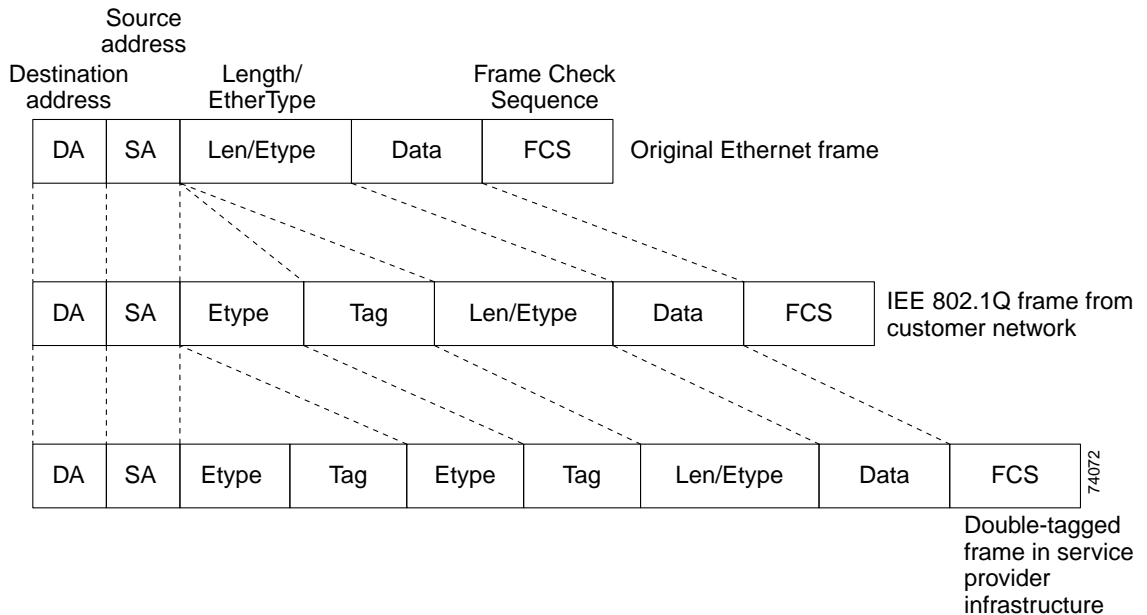 Source
address
Destination
address
Length/
EtherType
Frame Check
Sequence
DA SA Len/Etype Data FCS Original Ethernet frame
DA SA Etype Tag Len/Etype Data FCS IEE 802.1Q frame from
customer network
DA SA Etype Tag Etype Tag Len/Etype Data FCS 74072
Double-tagged
frame in service
provider
infrastructure